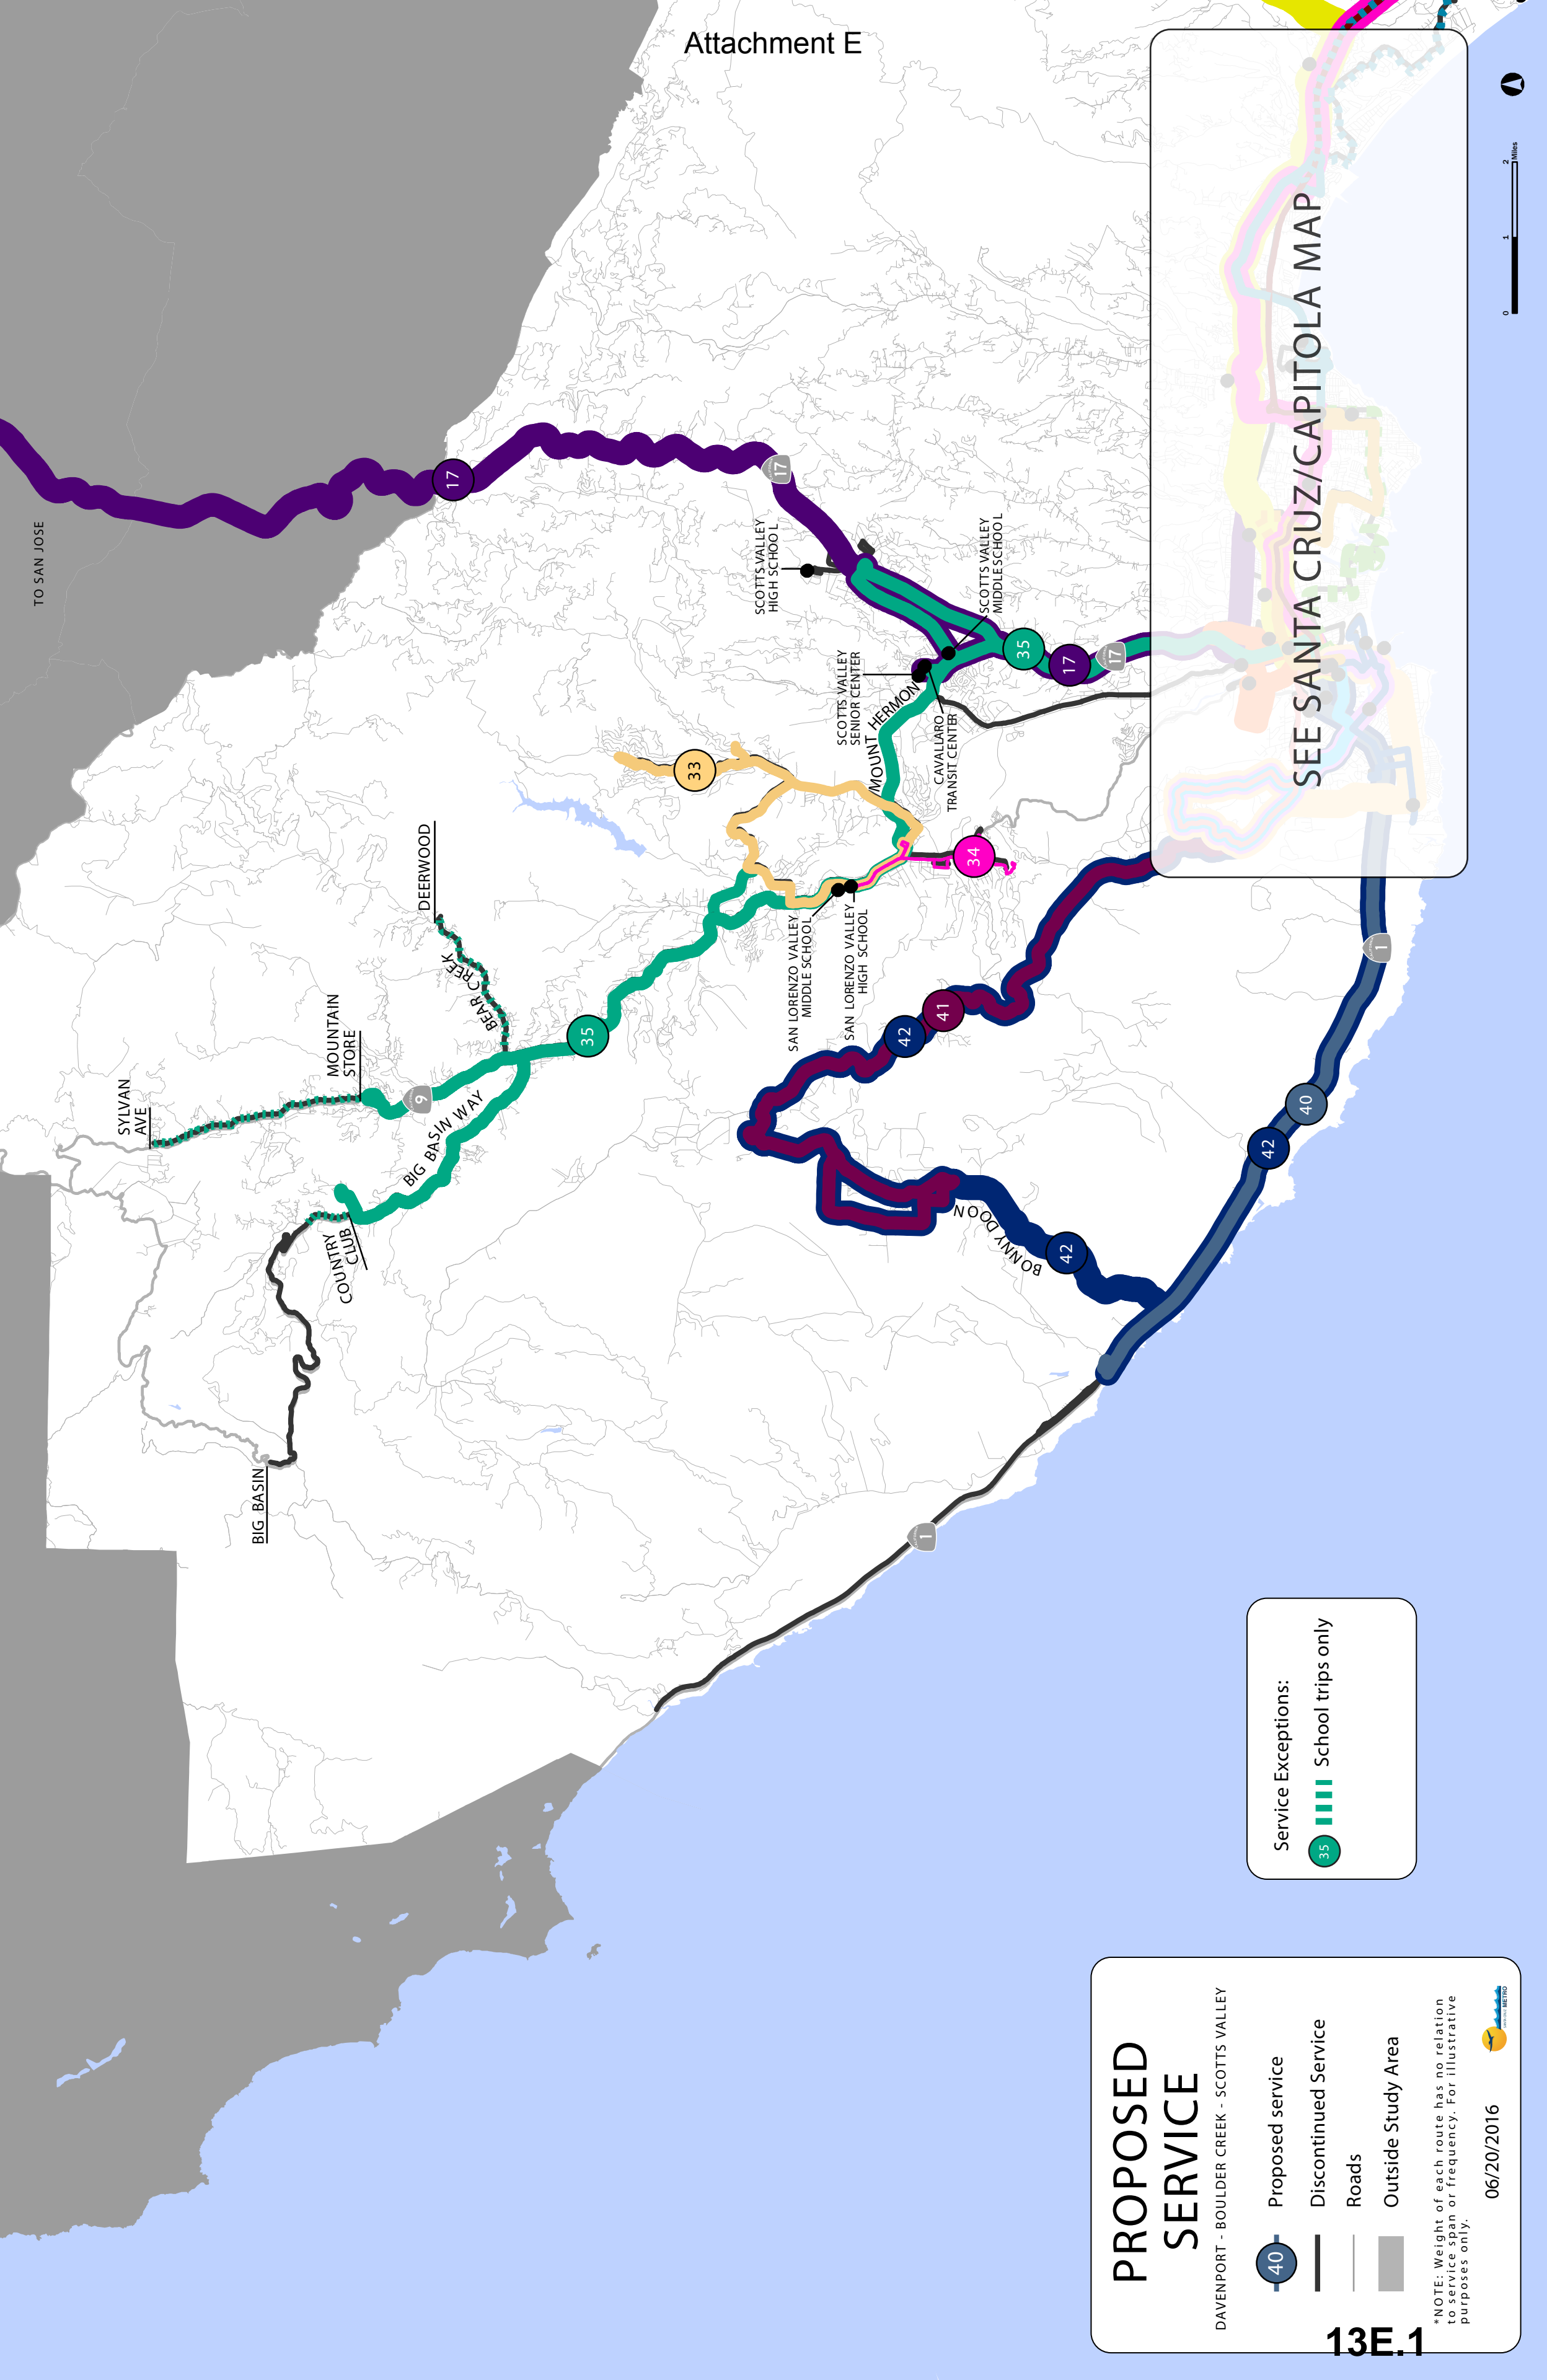 Attachment E
TO SAN JOSE
17
17
SCOTTS VALLEY
HIGH SCHOOL
SCOTTS VALLEY
MIDDLE SCHOOL
35
17
17
SCOTTS VALLEY
SENIOR CENTER
MOUNT HERMON
CAVALLARO
TRANSIT CENTER
33
34
DEERWOOD
BEAR CREEK
SAN LORENZO VALLEY
MIDDLE SCHOOL
SAN LORENZO VALLEY
HIGH SCHOOL
MOUNTAIN
STORE
SYLVAN
AVE
9
35
BIG BASIN WAY
COUNTRY
CLUB
BIG BASIN
42
41
BONNY DOON
42
42
40
1
1
SEE SANTA CRUZ/CAPITOLA MAP
0
1
2
Miles
Service Exceptions:
35
School trips only
PROPOSED
SERVICE
DAVENPORT - BOULDER CREEK - SCOTTS VALLEY
40
Proposed service
Discontinued Service
Roads
Outside Study Area
*NOTE: Weight of each route has no relation
to service span or frequency. For illustrative
purposes only.
06/20/2016
METRO
13E.1